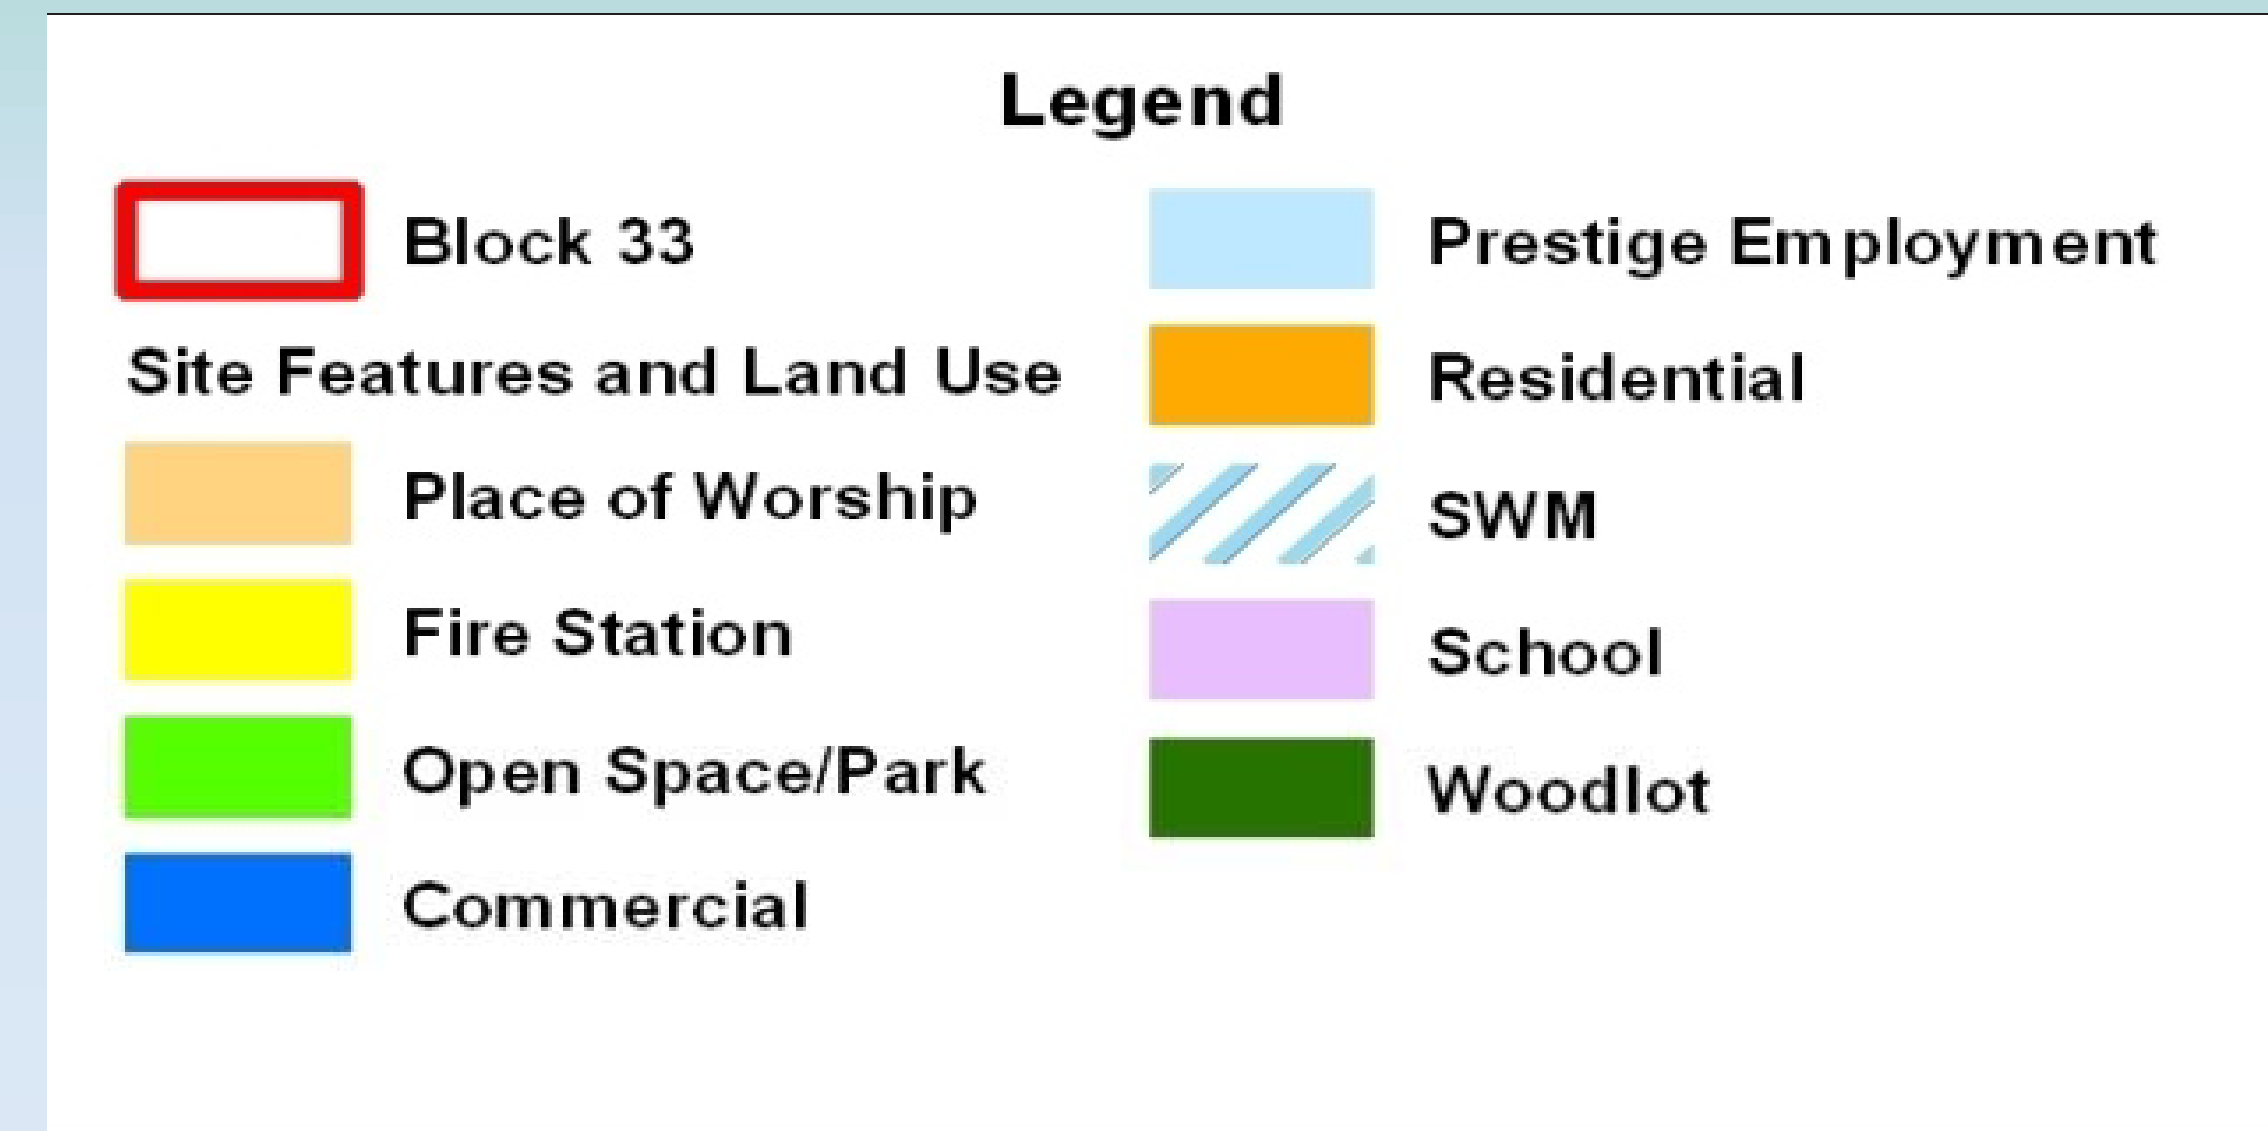 Legend
Block 33
Site Features and Land Use
Place of Worship
Fire Station
Open Space/Park
Commercial
Prestige Employment
Residential
SWM
School
Woodlot